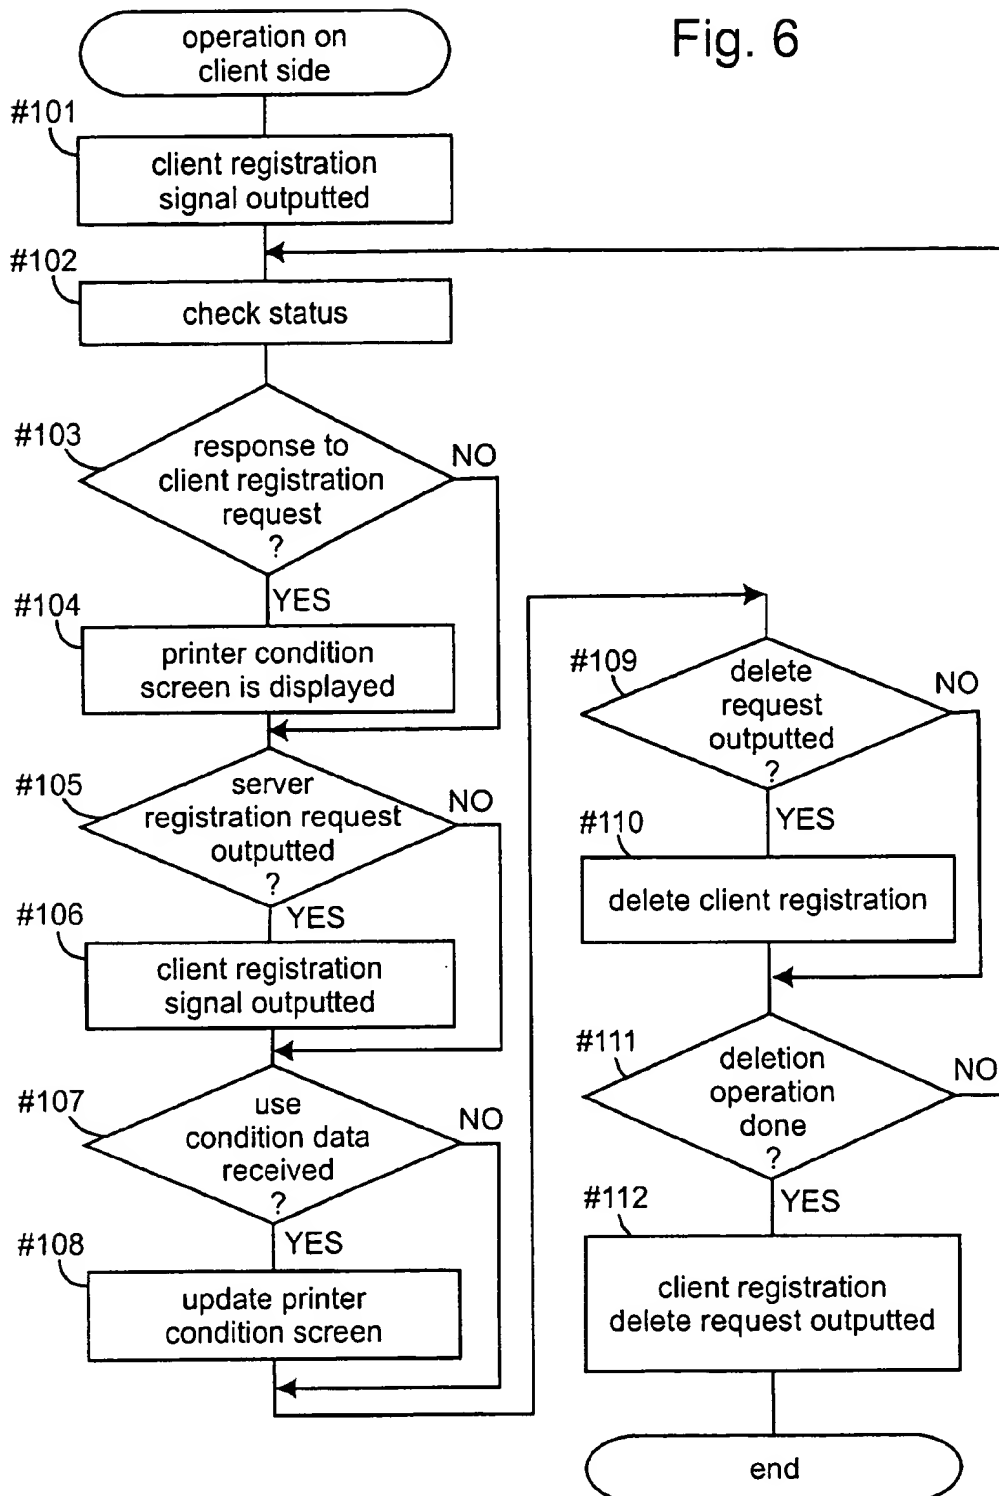 Fig. 6
operation on
client side
#101
client registration
signal outputted
#102
check status
#103
response to
client registration
request
?
NO
YES
#104
printer condition
screen is displayed
#105
server
registration request
outputted
?
NO
YES
#106
client registration
signal outputted
#107
use
condition data
received
?
NO
YES
#108
update printer
condition screen
#109
delete
request
outputted
?
NO
YES
#110
delete client registration
#111
deletion
operation
done
?
NO
YES
#112
client registration
delete request outputted
end